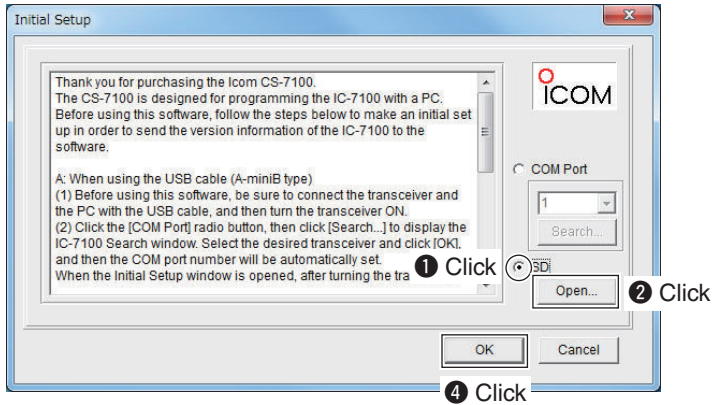 Initial Setup
Thank you for purchasing the Icom CS-7100.
The CS-7100 is designed for programming the IC-7100 with a PC.
Before using this software, follow the steps below to make an initial set
up in order to send the version information of the IC-7100 to the
software.
A: When using the USB cable (A-miniB type)
(1) Before using this software, be sure to connect the transceiver and
the PC with the USB cable, and then turn the transceiver ON.
(2) Click the [COM Port] radio button, then click [Search...] to display the
IC-7100 Search window. Select the desired transceiver and click [OK],
and then the COM port number will be automatically set.
When the Initial Setup window is opened, after turning the tra
ICOM
COM Port
1
Search...
❶ Click
SD
Open...
❷ Click
OK
Cancel
❹ Click